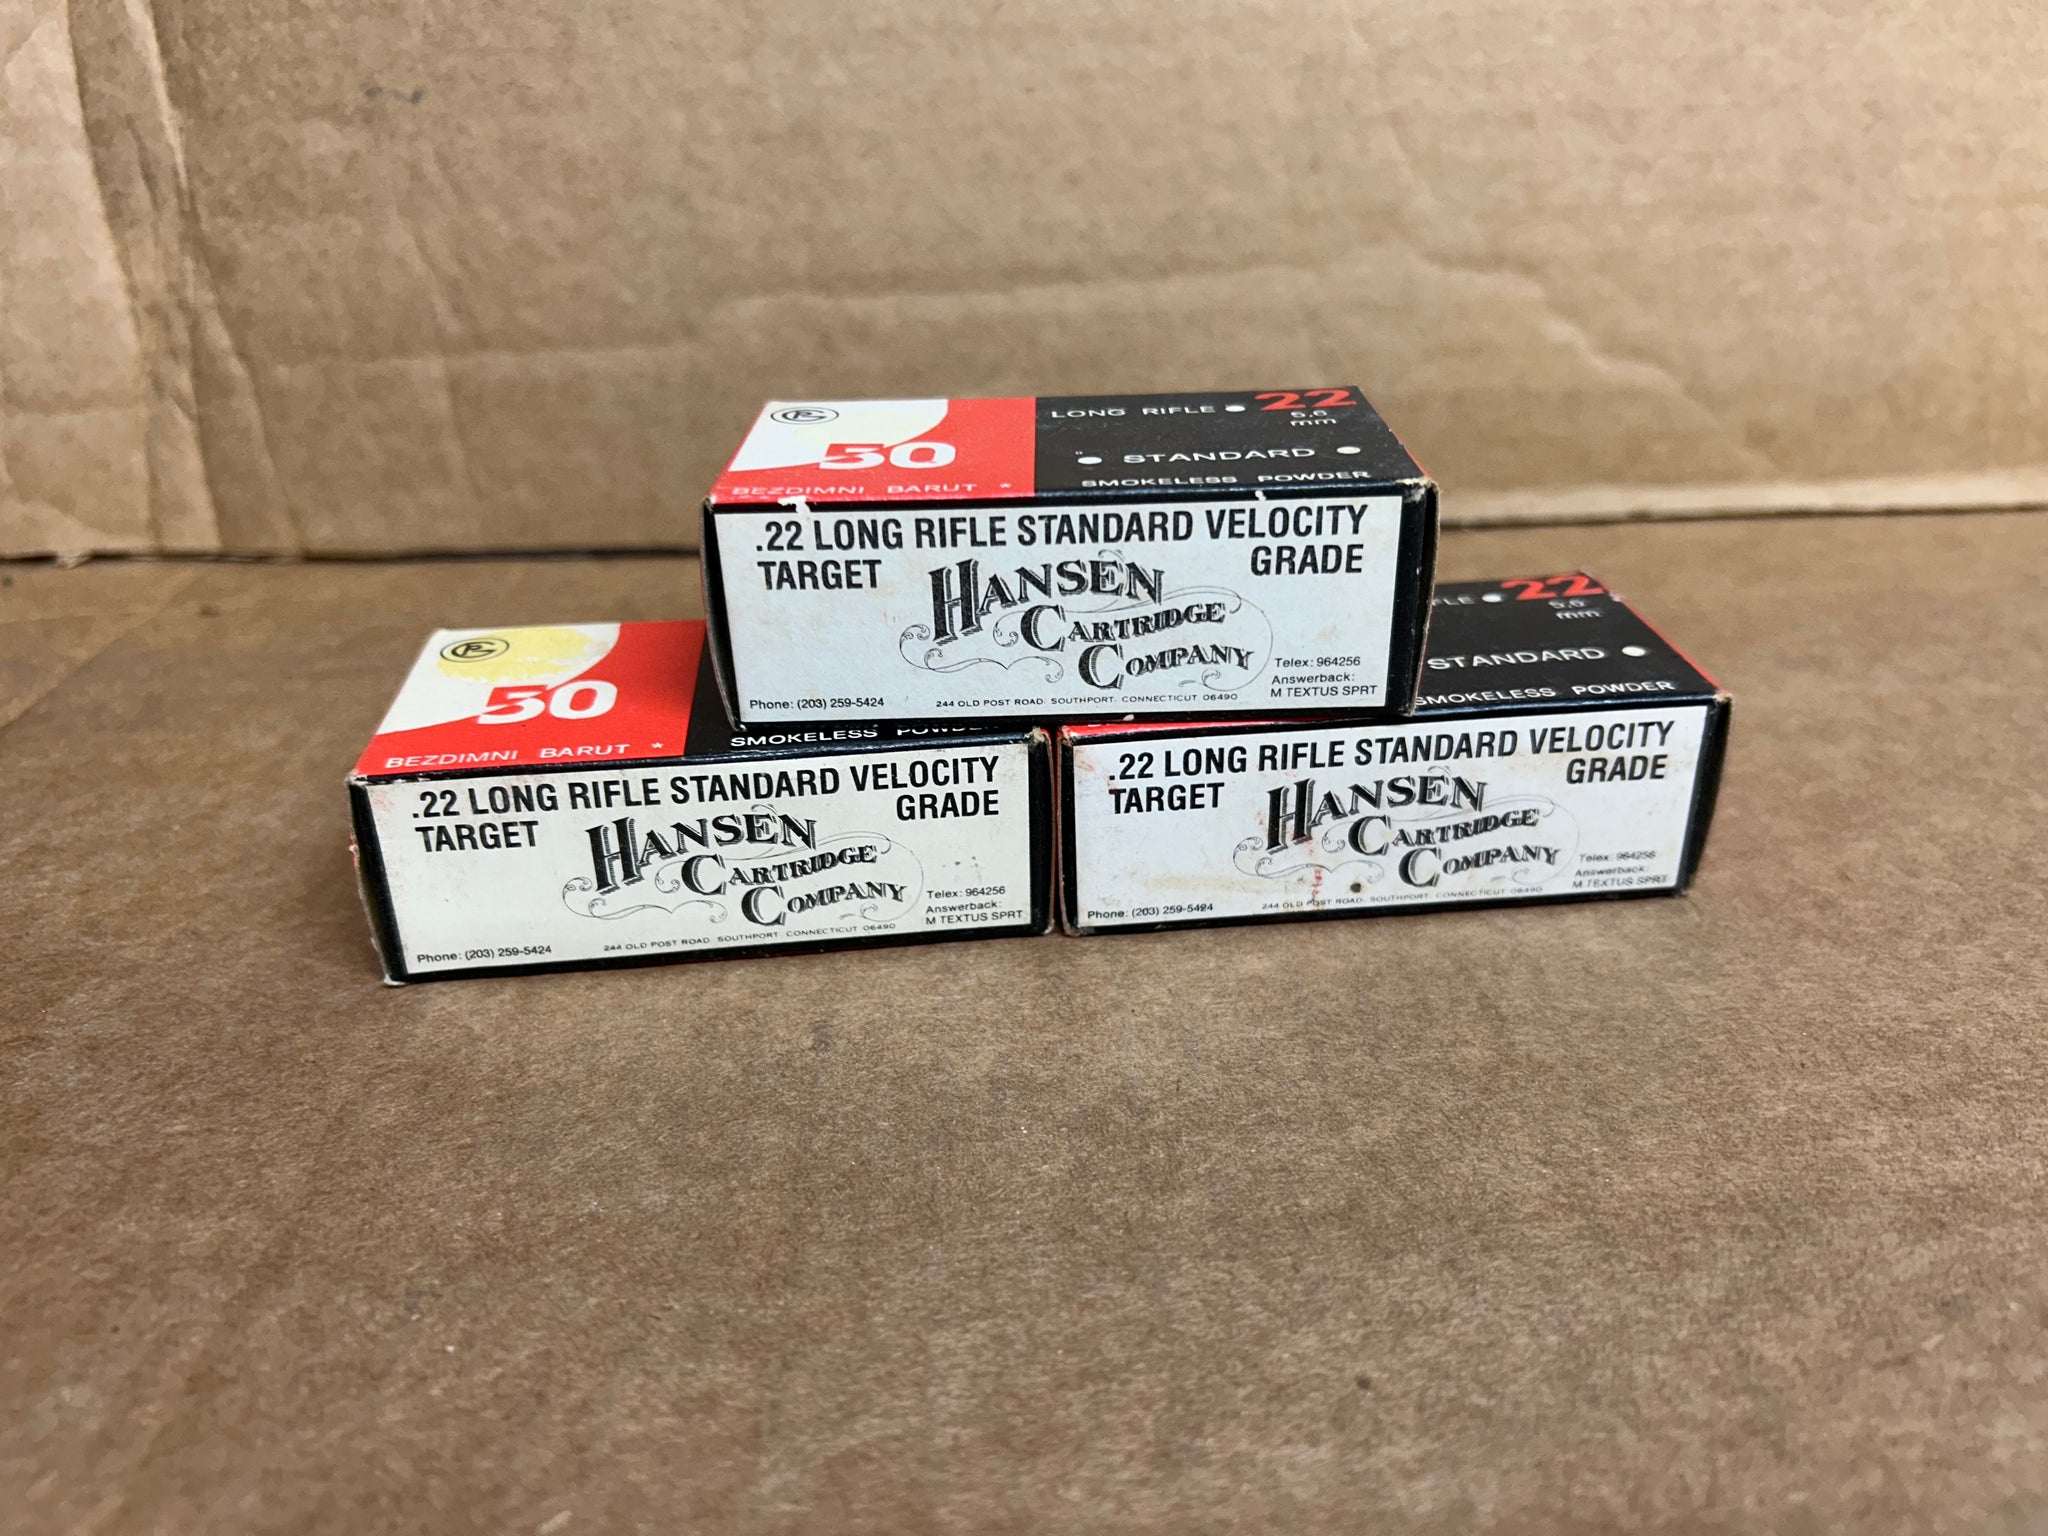 50
BEZDIMNI BARUT *
LONG RIFLE • 22
5.6
mm
• STANDARD •
SMOKELESS POWDER
.22 LONG RIFLE STANDARD VELOCITY
TARGET GRADE
HANSEN
CARTRIDGE
COMPANY
Telex: 964256
Answerback:
M TEXTUS SPRT
Phone: (203) 259-5424
244 OLD POST ROAD. SOUTHPORT. CONNECTICUT 06490
50
BEZDIMNI BARUT *
SMOKELESS POWDER
.22 LONG RIFLE STANDARD VELOCITY
TARGET GRADE
HANSEN
CARTRIDGE
COMPANY
Telex: 964256
Answerback:
M TEXTUS SPRT
Phone: (203) 259-5424
244 OLD POST ROAD. SOUTHPORT. CONNECTICUT 06490
FLE • 22
5.6
mm
STANDARD •
SMOKELESS POWDER
.22 LONG RIFLE STANDARD VELOCITY
TARGET GRADE
HANSEN
CARTRIDGE
COMPANY
Telex: 964256
Answerback:
M TEXTUS SPRT
Phone: (203) 259-5424
244 OLD POST ROAD. SOUTHPORT. CONNECTICUT 06490